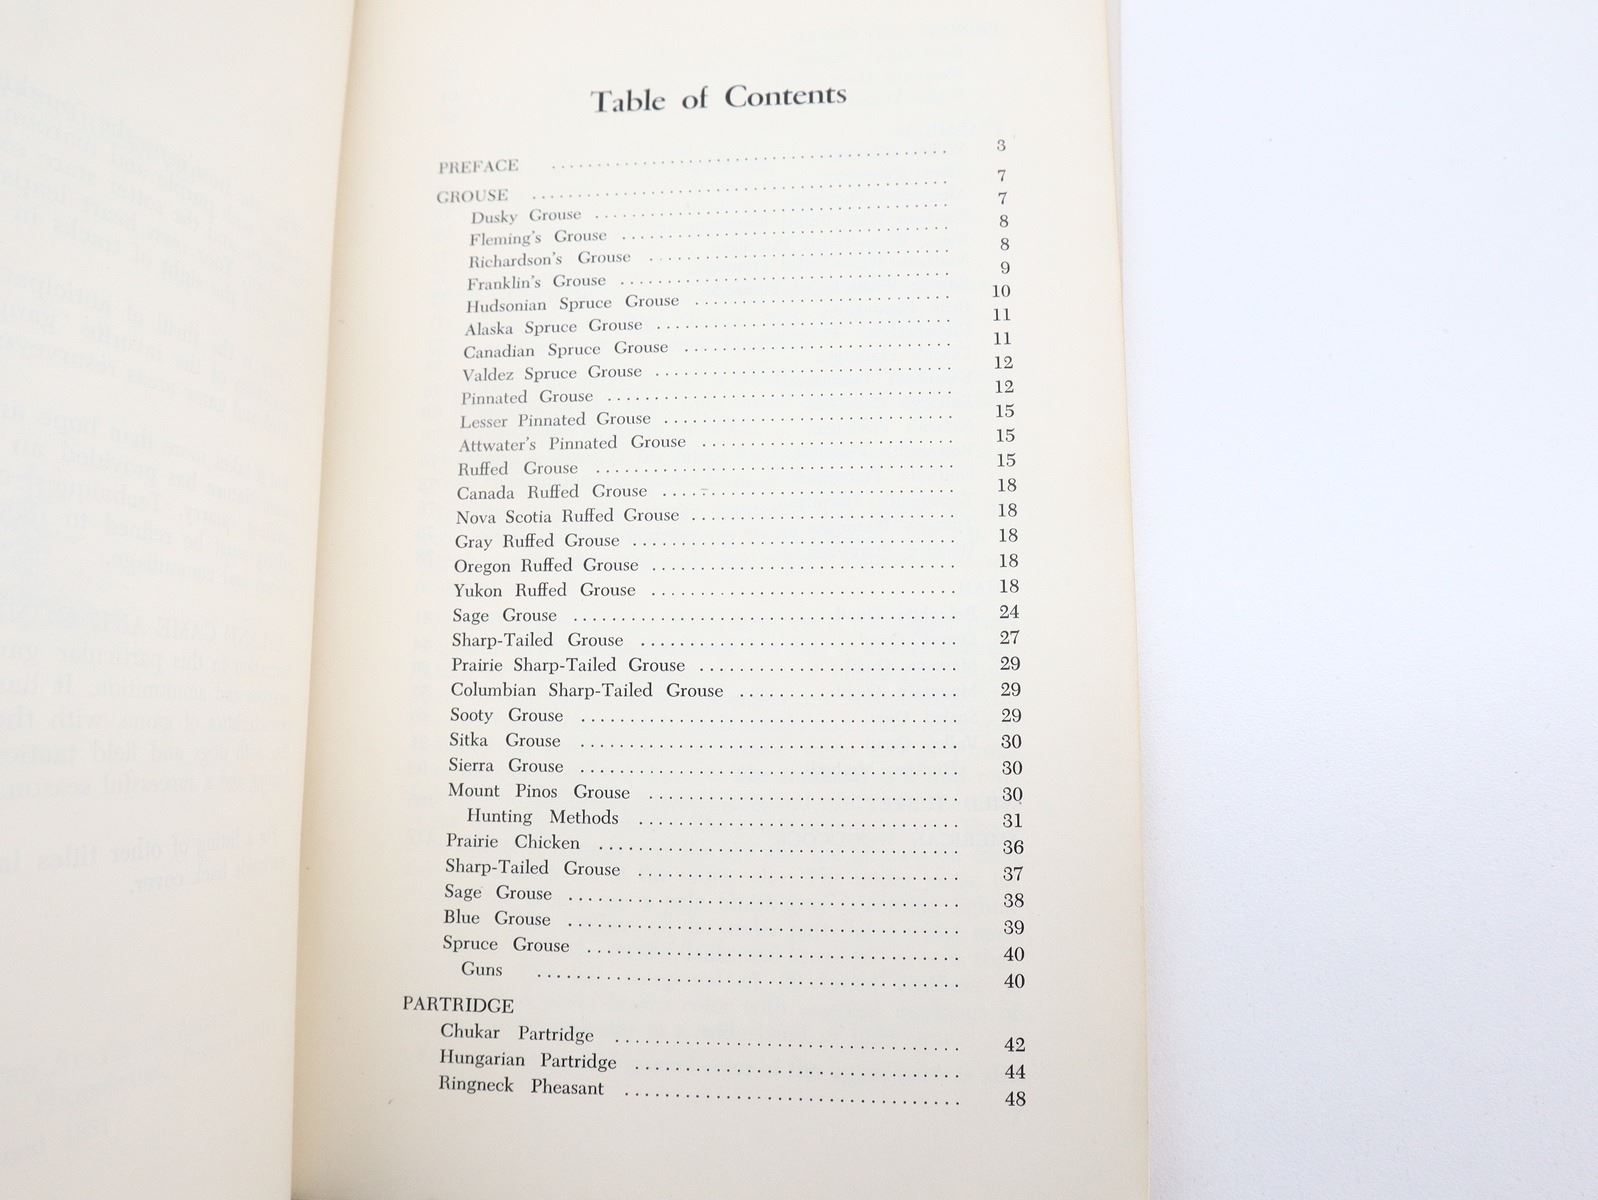 Table of Contents
PREFACE .......... 3
GROUSE .......... 7
Dusky Grouse .......... 7
Fleming's Grouse .......... 8
Richardson's Grouse .......... 8
Franklin's Grouse .......... 9
Hudsonian Spruce Grouse .......... 10
Alaska Spruce Grouse .......... 11
Canadian Spruce Grouse .......... 11
Valdez Spruce Grouse .......... 12
Pinnated Grouse .......... 12
Lesser Pinnated Grouse .......... 15
Attwater's Pinnated Grouse .......... 15
Ruffed Grouse .......... 15
Canada Ruffed Grouse .......... 18
Nova Scotia Ruffed Grouse .......... 18
Gray Ruffed Grouse .......... 18
Oregon Ruffed Grouse .......... 18
Yukon Ruffed Grouse .......... 18
Sage Grouse .......... 24
Sharp-Tailed Grouse .......... 27
Prairie Sharp-Tailed Grouse .......... 29
Columbian Sharp-Tailed Grouse .......... 29
Sooty Grouse .......... 29
Sitka Grouse .......... 30
Sierra Grouse .......... 30
Mount Pinos Grouse .......... 30
Hunting Methods .......... 31
Prairie Chicken .......... 36
Sharp-Tailed Grouse .......... 37
Sage Grouse .......... 38
Blue Grouse .......... 39
Spruce Grouse .......... 40
Guns .......... 40
PARTRIDGE
Chukar Partridge .......... 42
Hungarian Partridge .......... 44
Ringneck Pheasant .......... 48